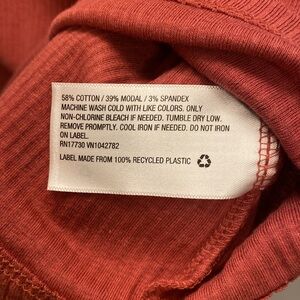 58% COTTON / 39% MODAL / 3% SPANDEX
MACHINE WASH COLD WITH LIKE COLORS. ONLY
NON-CHLORINE BLEACH IF NEEDED. TUMBLE DRY LOW.
REMOVE PROMPTLY. COOL IRON IF NEEDED. DO NOT IRON
ON LABEL.
RN17730 VN1042782
LABEL MADE FROM 100% RECYCLED PLASTIC